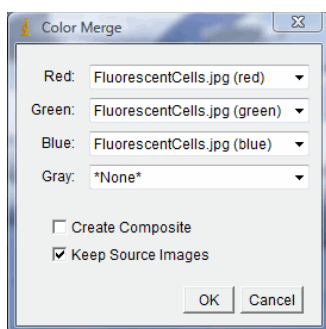 Color Merge
Red: FluorescentCells.jpg (red)
Green: FluorescentCells.jpg (green)
Blue: FluorescentCells.jpg (blue)
Gray: *None*
Create Composite
Keep Source Images
OK Cancel